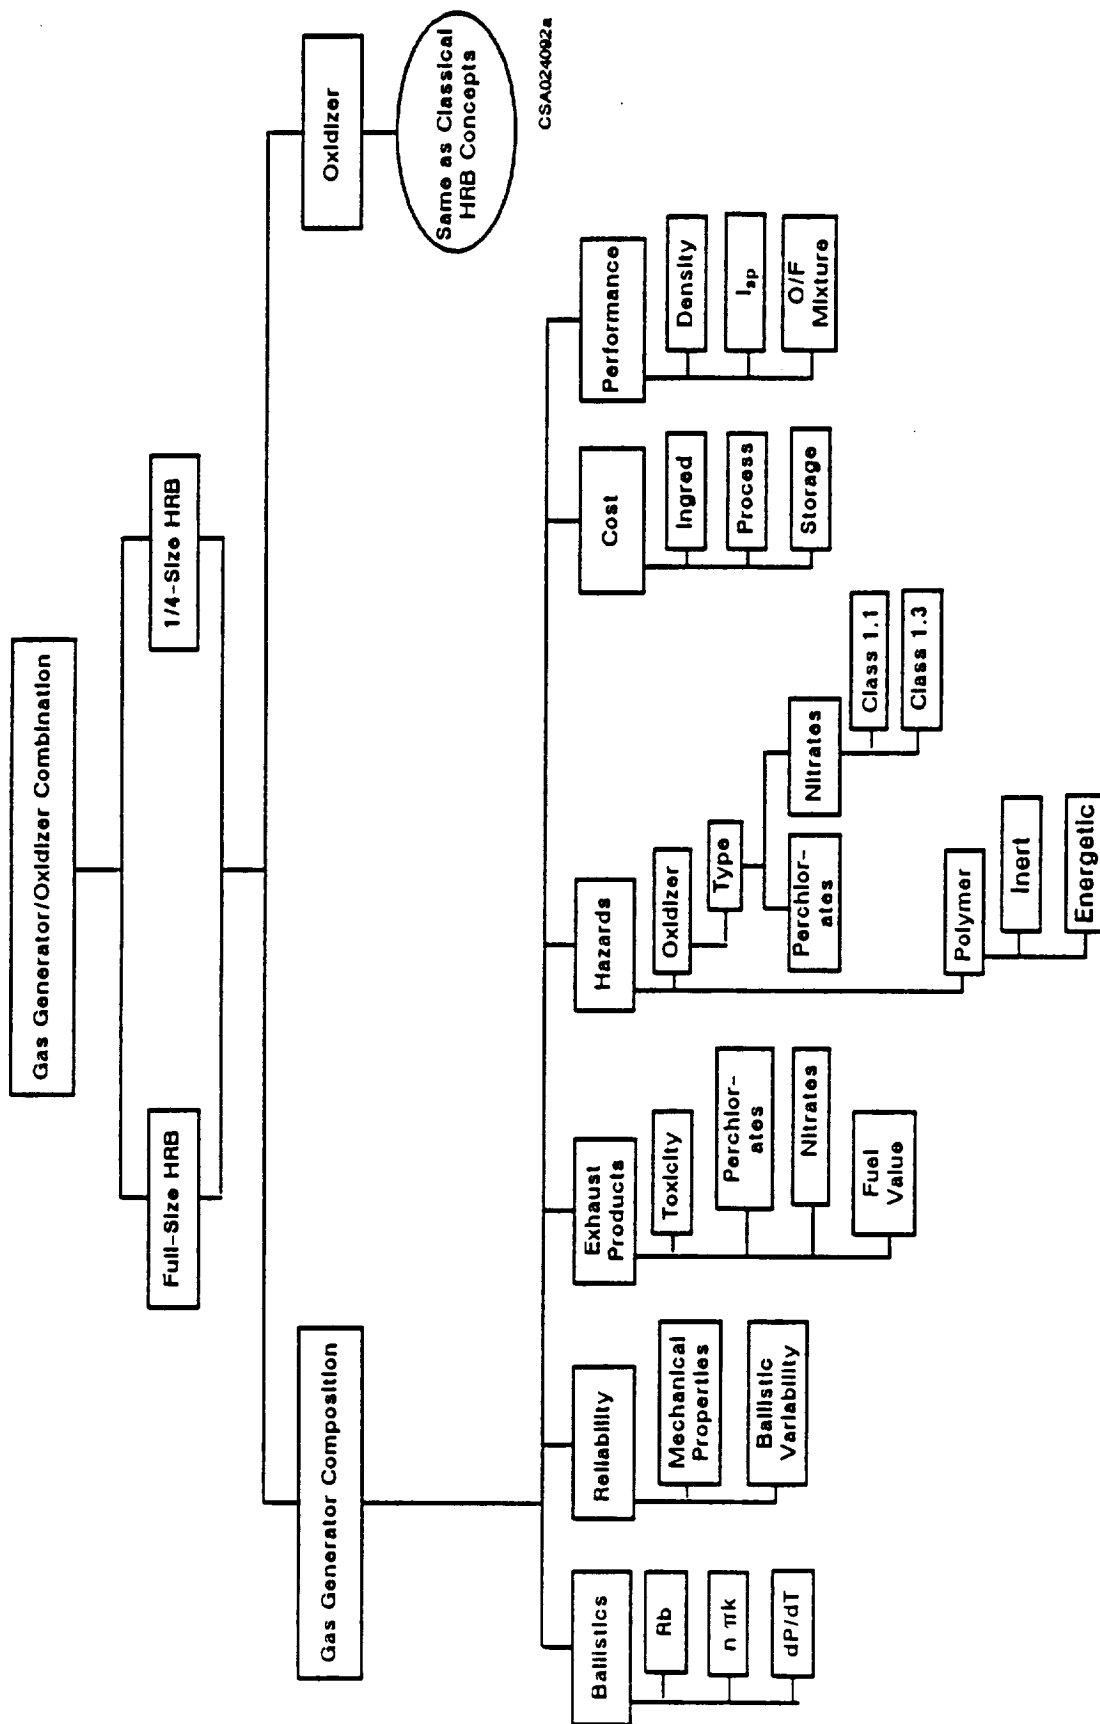 Gas Generator/Oxidizer Combination
Full-Size HRB
1/4-Size HRB
Gas Generator Composition
Oxidizer
Same as Classical
HRB Concepts
CSA024092a
Ballistics
Rb
n πk
dP/dT
Reliability
Mechanical
Properties
Ballistic
Variability
Exhaust
Products
Toxicity
Perchlor-
ates
Nitrates
Fuel
Value
Hazards
Oxidizer
Type
Perchlor-
ates
Nitrates
Class 1.1
Class 1.3
Polymer
Inert
Energetic
Cost
Ingred
Process
Storage
Performance
Density
Isp
O/F
Mixture